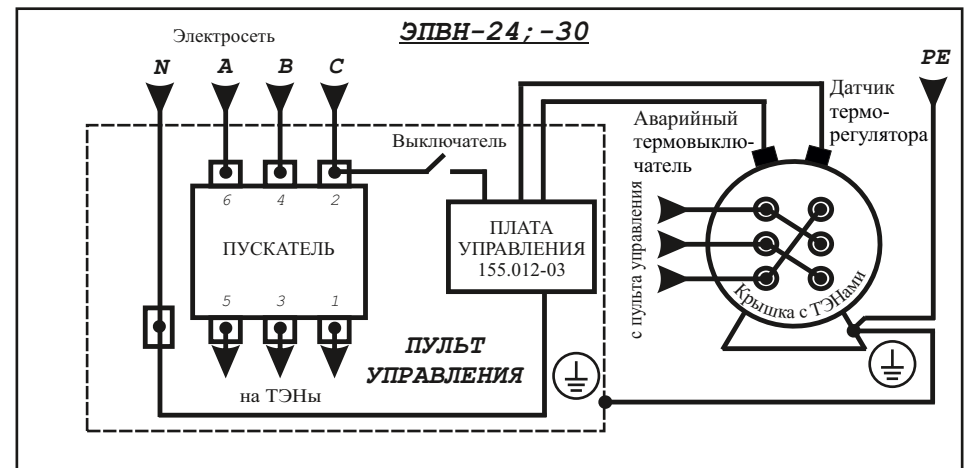 ЭПВН-24;-30
Электросеть
N
A
B
C
PE
Датчик
термо-
регулятора
Аварийный
термовыклю-
чатель
Выключатель
6
4
2
ПУСКАТЕЛЬ
5
3
1
на ТЭНы
ПЛАТА
УПРАВЛЕНИЯ
155.012-03
ПУЛЬТ
УПРАВЛЕНИЯ
с пульта управления
Крышка с ТЭНами